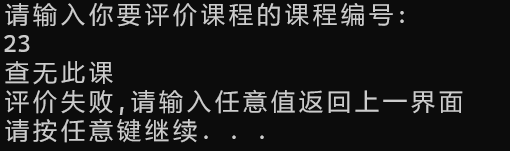 请输入你要评价课程的课程编号:
23
查无此课
评价失败,请输入任意值返回上一界面
请按任意键继续. . .